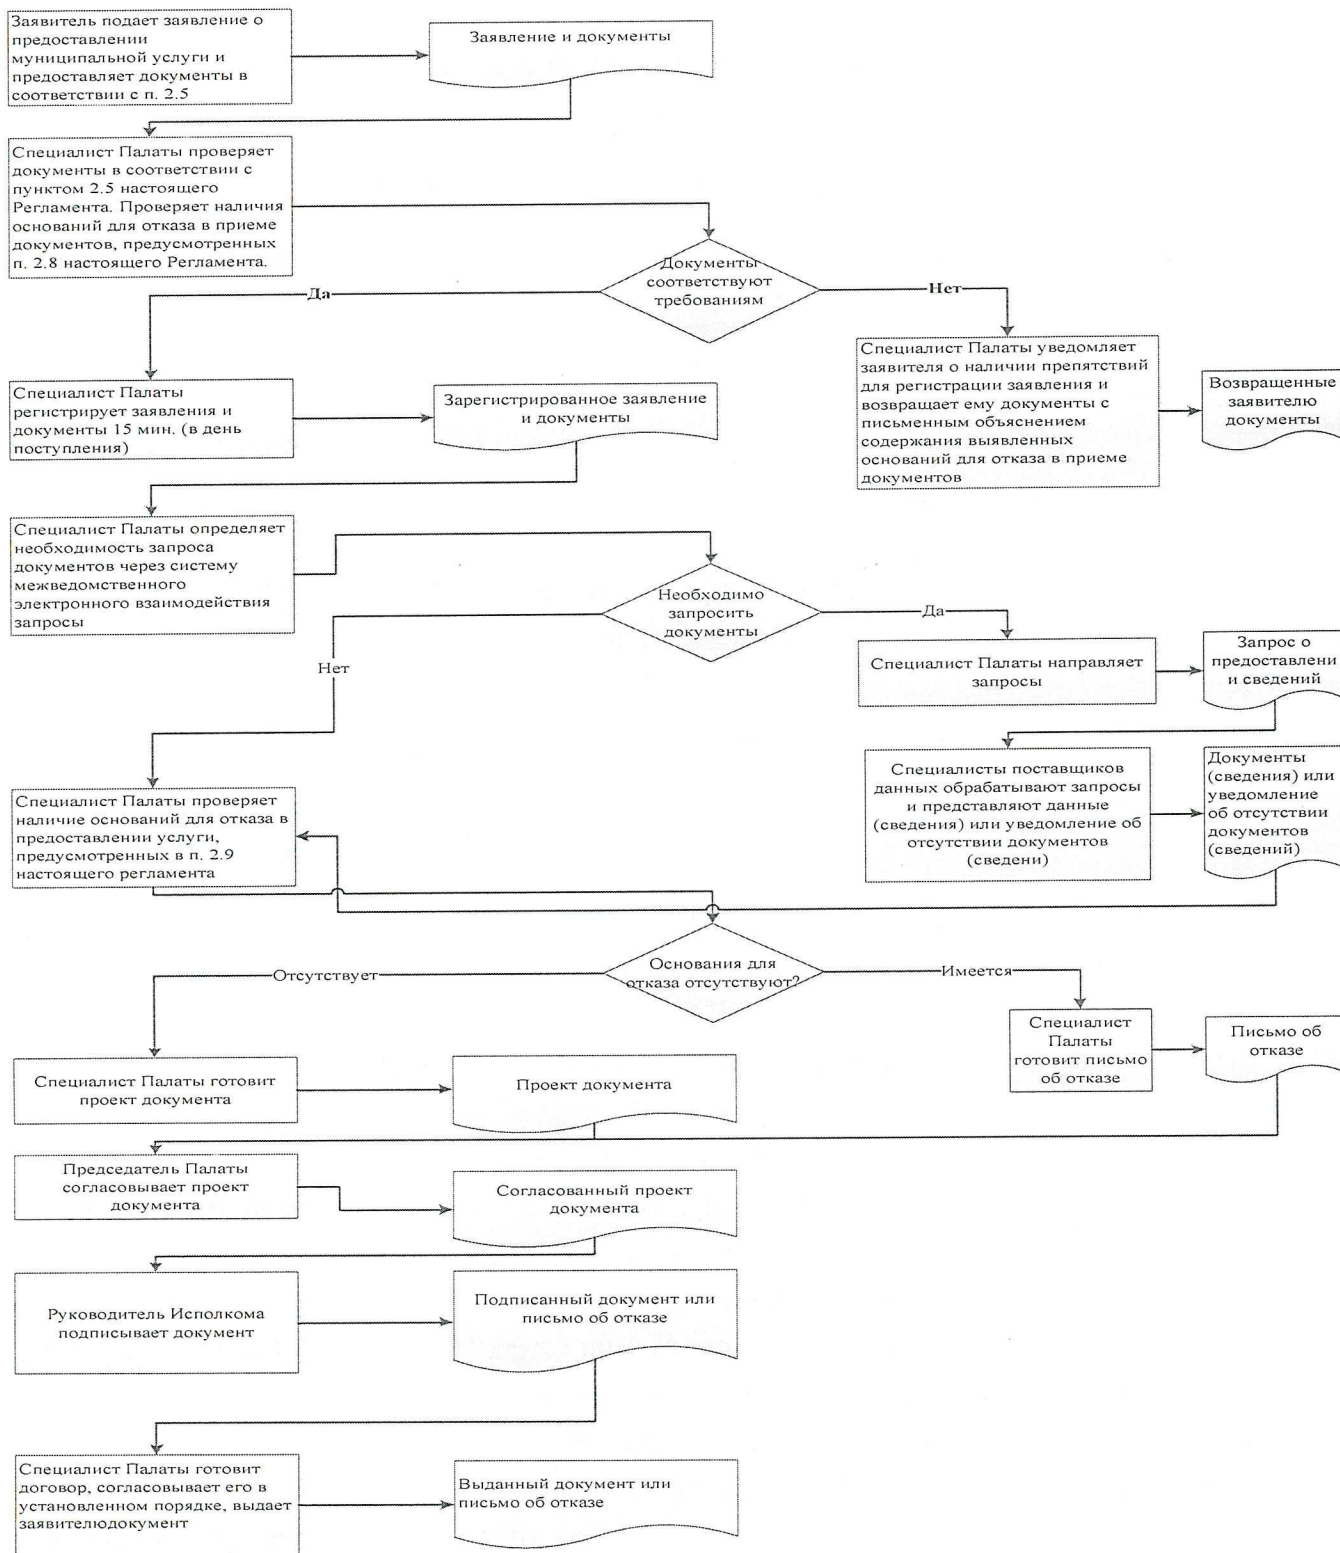 Заявитель подает заявление о
предоставлении
муниципальной услуги и
предоставляет документы в
соответствии с п. 2.5
Заявление и документы
Специалист Палаты проверяет
документы в соответствии с
пунктом 2.5 настоящего
Регламента. Проверяет наличия
оснований для отказа в приеме
документов, предусмотренных
п. 2.8 настоящего Регламента.
Документы
соответствуют
требованиям
Да
Нет
Специалист Палаты
регистрирует заявления и
документы 15 мин. (в день
поступления)
Зарегистрированное заявление
и документы
Специалист Палаты уведомляет
заявителя о наличии препятствий
для регистрации заявления и
возвращает ему документы с
письменным объяснением
содержания выявленных
оснований для отказа в приеме
документов
Возвращенные
заявителю
документы
Специалист Палаты определяет
необходимость запроса
документов через систему
межведомственного
электронного взаимодействия
запросы
Необходимо
запросить
документы
Да
Нет
Специалист Палаты направляет
запросы
Запрос о
предоставлени
и сведений
Специалисты поставщиков
данных обрабатывают запросы
и представляют данные
(сведения) или уведомление об
отсутствии документов
(сведени)
Документы
(сведения) или
уведомление
об отсутствии
документов
(сведений)
Специалист Палаты проверяет
наличие оснований для отказа в
предоставлении услуги,
предусмотренных в п. 2.9
настоящего регламента
Основания для
отказа отсутствуют?
Отсутствует
Имеется
Специалист
Палаты
готовит письмо
об отказе
Письмо об
отказе
Специалист Палаты готовит
проект документа
Проект документа
Председатель Палаты
согласовывает проект
документа
Согласованный проект
документа
Руководитель Исполкома
подписывает документ
Подписанный документ или
письмо об отказе
Специалист Палаты готовит
договор, согласовывает его в
установленном порядке, выдает
заявителюдокумент
Выданный документ или
письмо об отказе